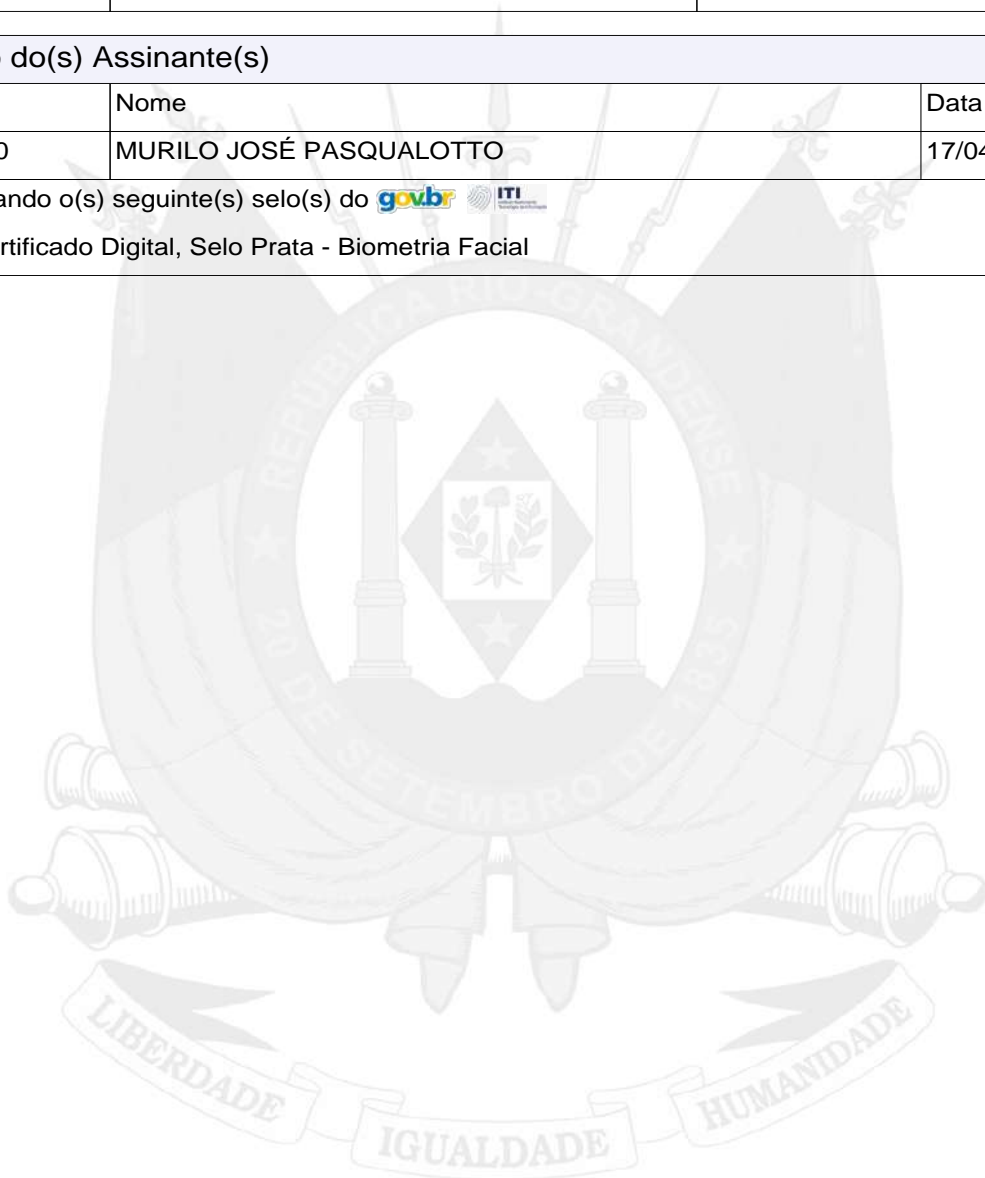 do(s) Assinante(s)
Nome Data
0 MURILO JOSÉ PASQUALOTTO 17/04
ando o(s) seguinte(s) selo(s) do gov.br ITI
rtificado Digital, Selo Prata - Biometria Facial
REPÚBLICA RIO-GRANDENSE
20 DE SETEMBRO DE 1835
LIBERDADE IGUALDADE HUMANIDADE